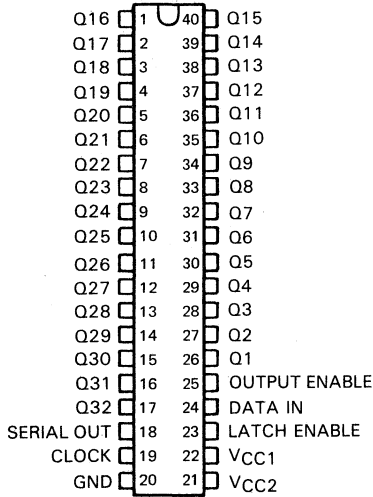 Q16 1 40 Q15
Q17 2 39 Q14
Q18 3 38 Q13
Q19 4 37 Q12
Q20 5 36 Q11
Q21 6 35 Q10
Q22 7 34 Q9
Q23 8 33 Q8
Q24 9 32 Q7
Q25 10 31 Q6
Q26 11 30 Q5
Q27 12 29 Q4
Q28 13 28 Q3
Q29 14 27 Q2
Q30 15 26 Q1
Q31 16 25 OUTPUT ENABLE
Q32 17 24 DATA IN
SERIAL OUT 18 23 LATCH ENABLE
CLOCK 19 22 VCC1
GND 20 21 VCC2